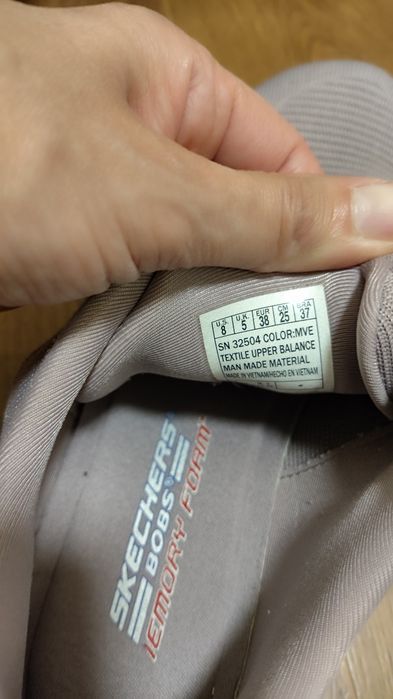 U.S. U.K. EUR CM BRA
8 5 38 25 37
SN 32504 COLOR:MVE
TEXTILE UPPER BALANCE
MAN MADE MATERIAL
MADE IN VIETNAM/HECHO EN VIETNAM
SKECHERS
BOBS
MEMORY FOAM